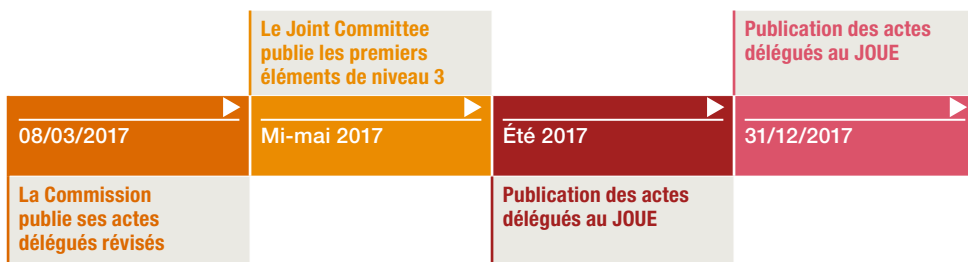 Le Joint Committee
publie les premiers
éléments de niveau 3
Publication des actes
délégués au JOUE
08/03/2017
Mi-mai 2017
Été 2017
31/12/2017
La Commission
publie ses actes
délégués révisés
Publication des actes
délégués au JOUE